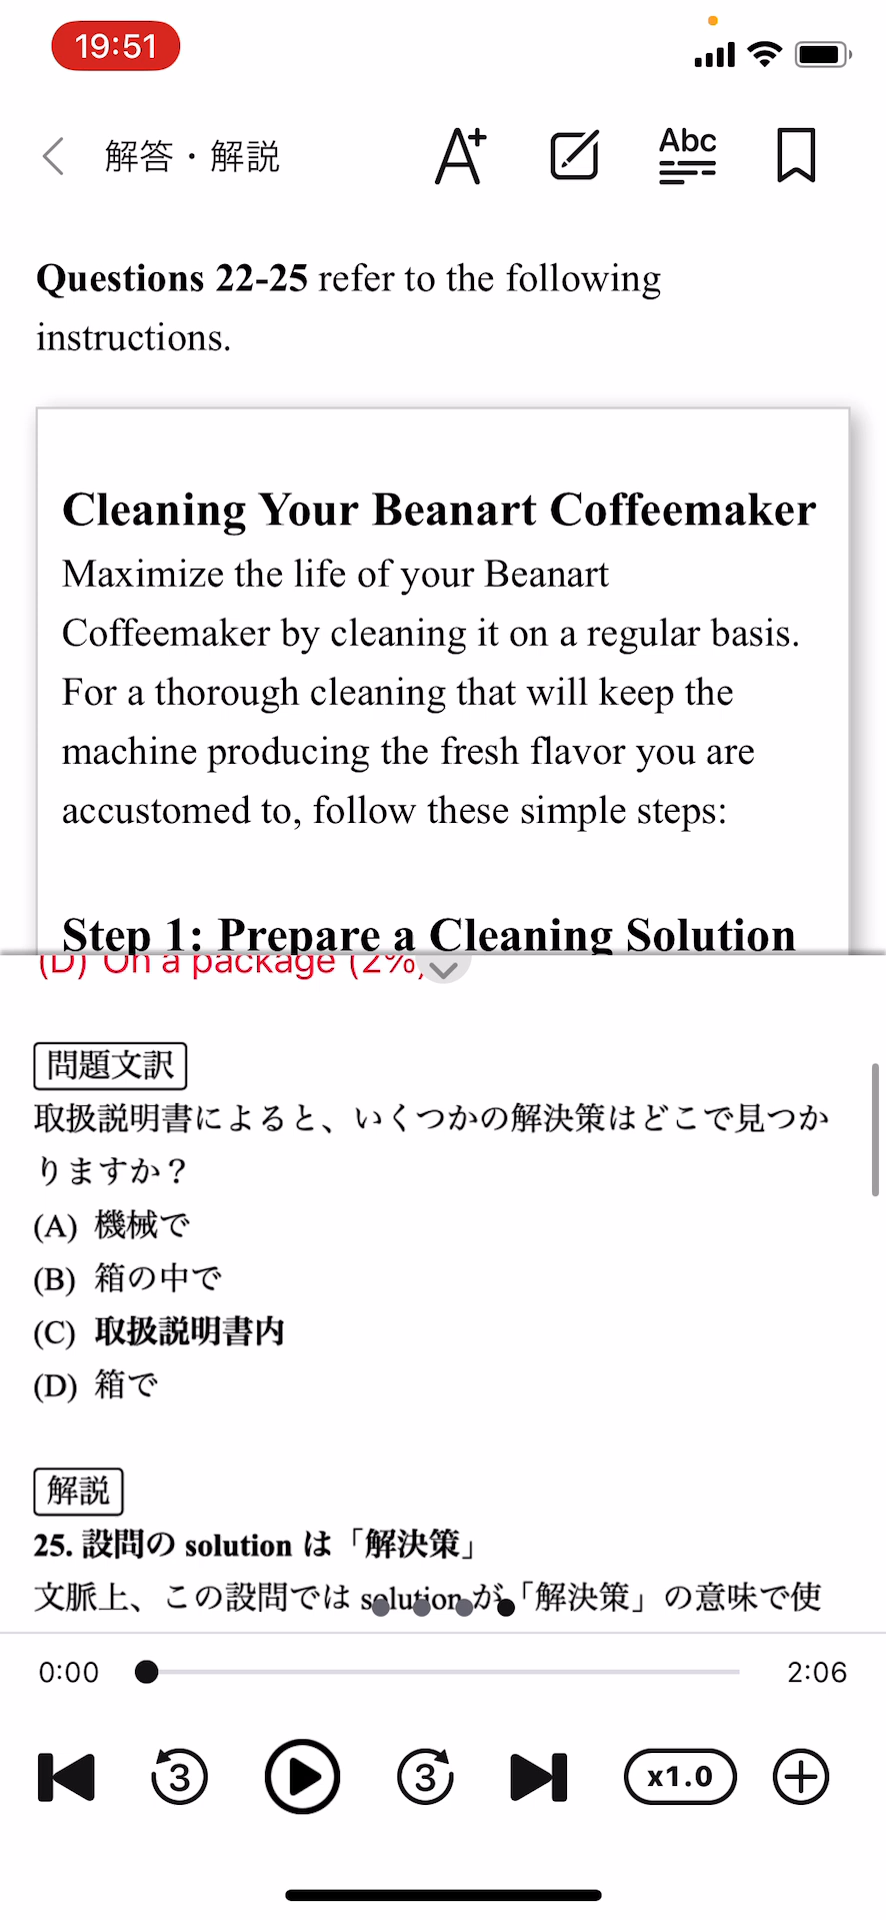 19:51
解答・解説
A+
Abc
Questions 22-25 refer to the following
instructions.
Cleaning Your Beanart Coffeemaker
Maximize the life of your Beanart
Coffeemaker by cleaning it on a regular basis.
For a thorough cleaning that will keep the
machine producing the fresh flavor you are
accustomed to, follow these simple steps:
Step 1: Prepare a Cleaning Solution
(D) On a package (2%,
問題文訳
取扱説明書によると、いくつかの解決策はどこで見つか
りますか？
(A) 機械で
(B) 箱の中で
(C) 取扱説明書内
(D) 箱で
解説
25. 設問の solution は「解決策」
文脈上、この設問では solution が「解決策」の意味で使
0:00
2:06
3
3
x1.0